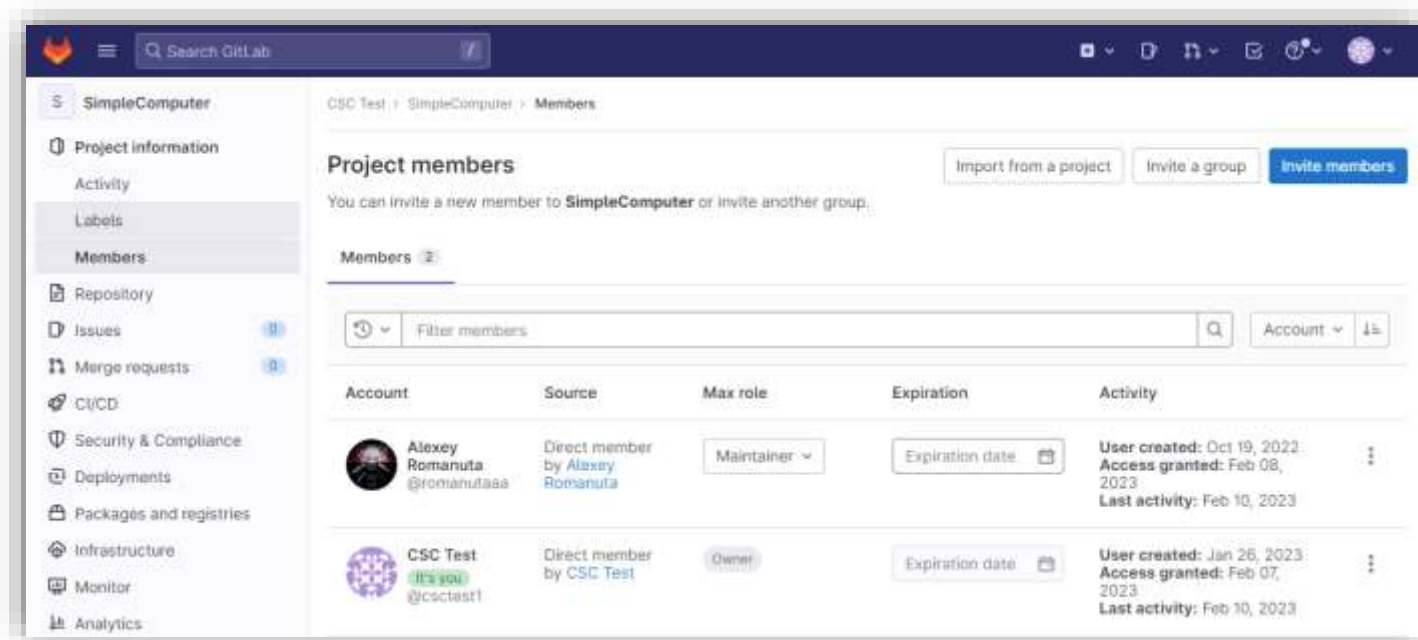 Search GitLab /
S SimpleComputer
Project information
Activity
Labels
Members
Repository
Issues 0
Merge requests 0
CI/CD
Security & Compliance
Deployments
Packages and registries
Infrastructure
Monitor
Analytics
CSC Test > SimpleComputer > Members
Project members
Import from a project
Invite a group
Invite members
You can invite a new member to SimpleComputer or invite another group.
Members 2
Filter members
Account
Account Source Max role Expiration Activity
Alexey
Romanuta
@romanutaaa
Direct member
by Alexey
Romanuta
Maintainer
Expiration date
User created: Oct 19, 2022
Access granted: Feb 08,
2023
Last activity: Feb 10, 2023
CSC Test
It's you
@csctest1
Direct member
by CSC Test
Owner
Expiration date
User created: Jan 26, 2023
Access granted: Feb 07,
2023
Last activity: Feb 10, 2023